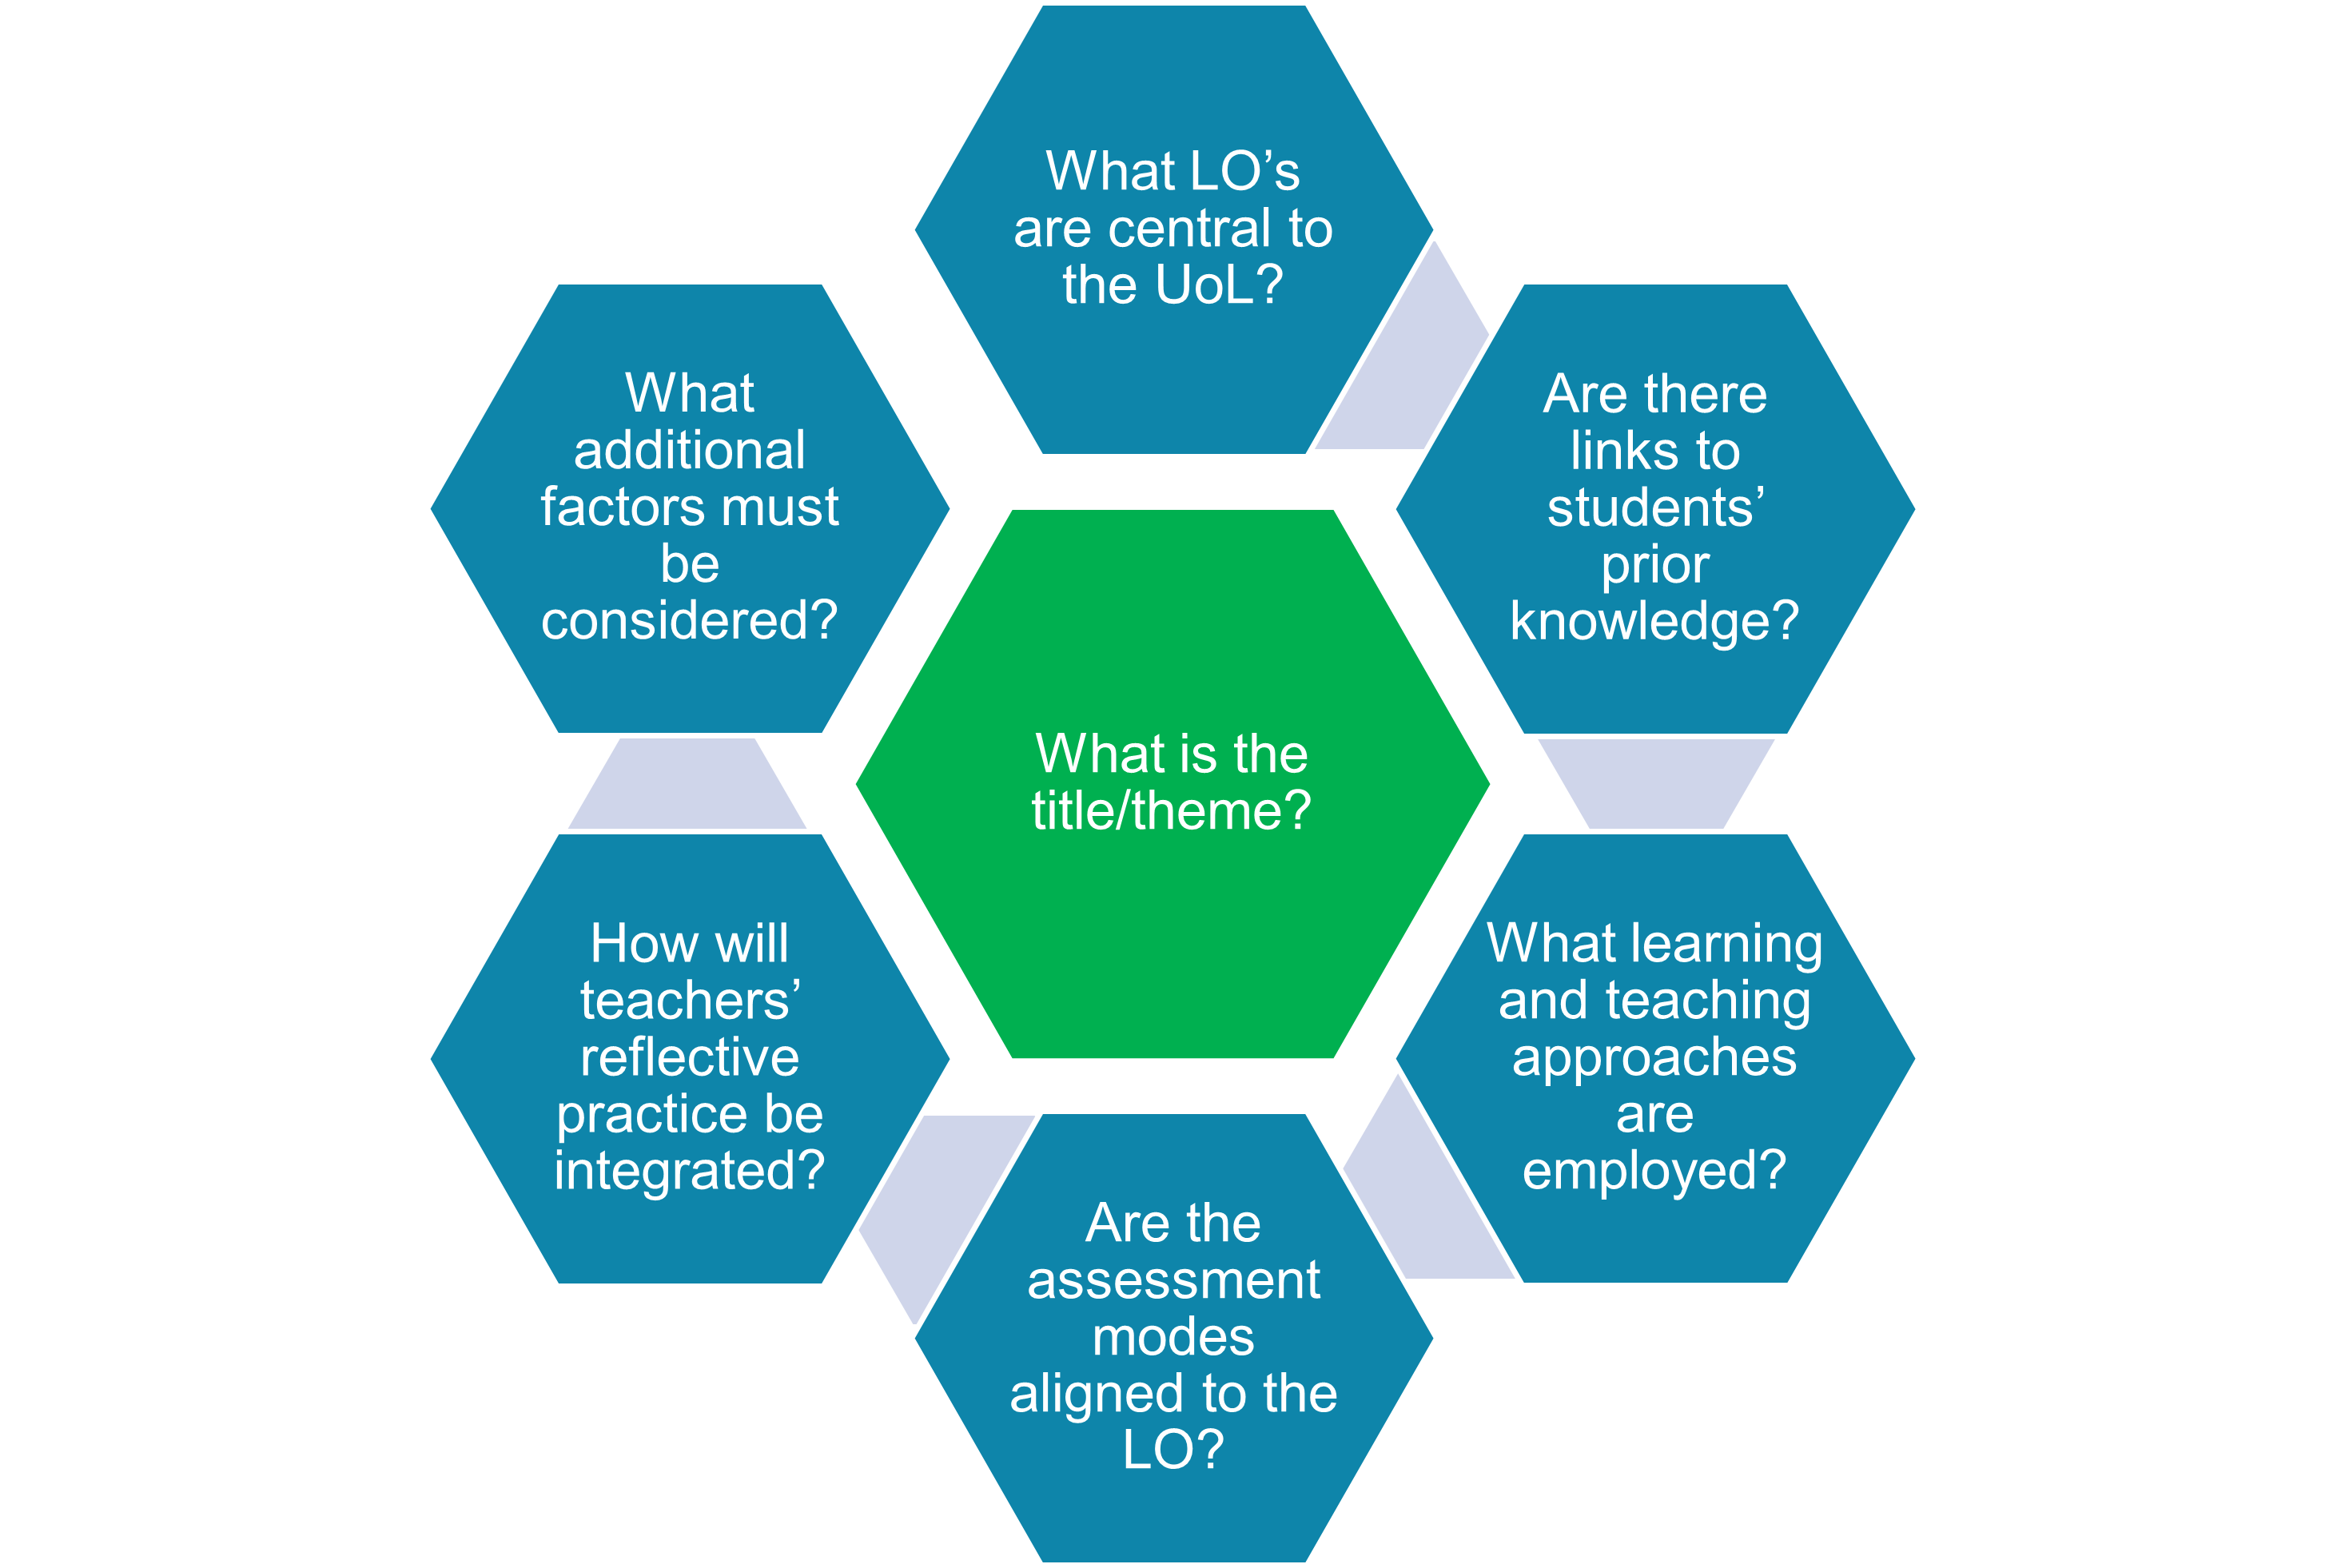 What LO’s
are central to
the UoL?
Are there
links to
students’
prior
knowledge?
What learning
and teaching
approaches
are
employed?
Are the
assessment
modes
aligned to the
LO?
How will
teachers’
reflective
practice be
integrated?
What
additional
factors must
be
considered?
What is the
title/theme?